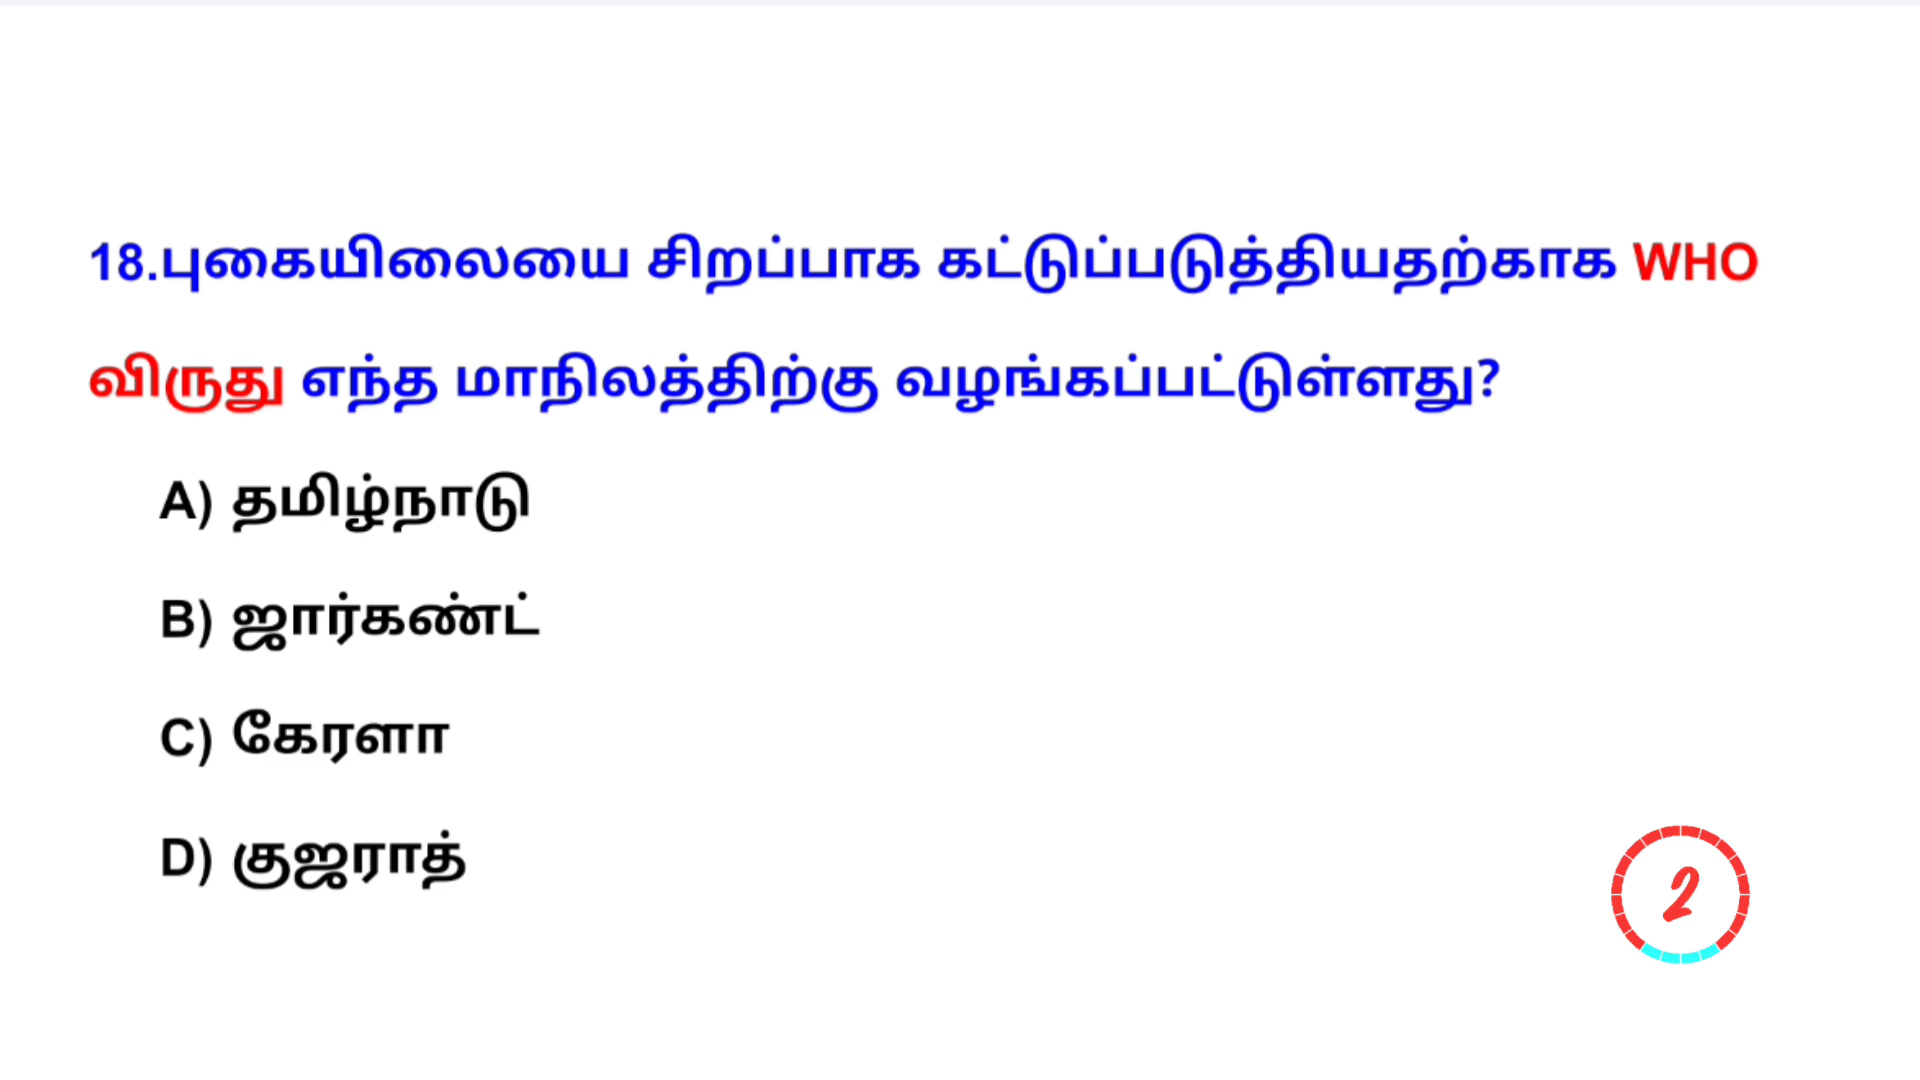 18.புகையிலையை சிறப்பாக கட்டுப்படுத்தியதற்காக WHO
விருது எந்த மாநிலத்திற்கு வழங்கப்பட்டுள்ளது?
A) தமிழ்நாடு
B) ஜார்கண்ட்
C) கேரளா
D) குஜராத்
2